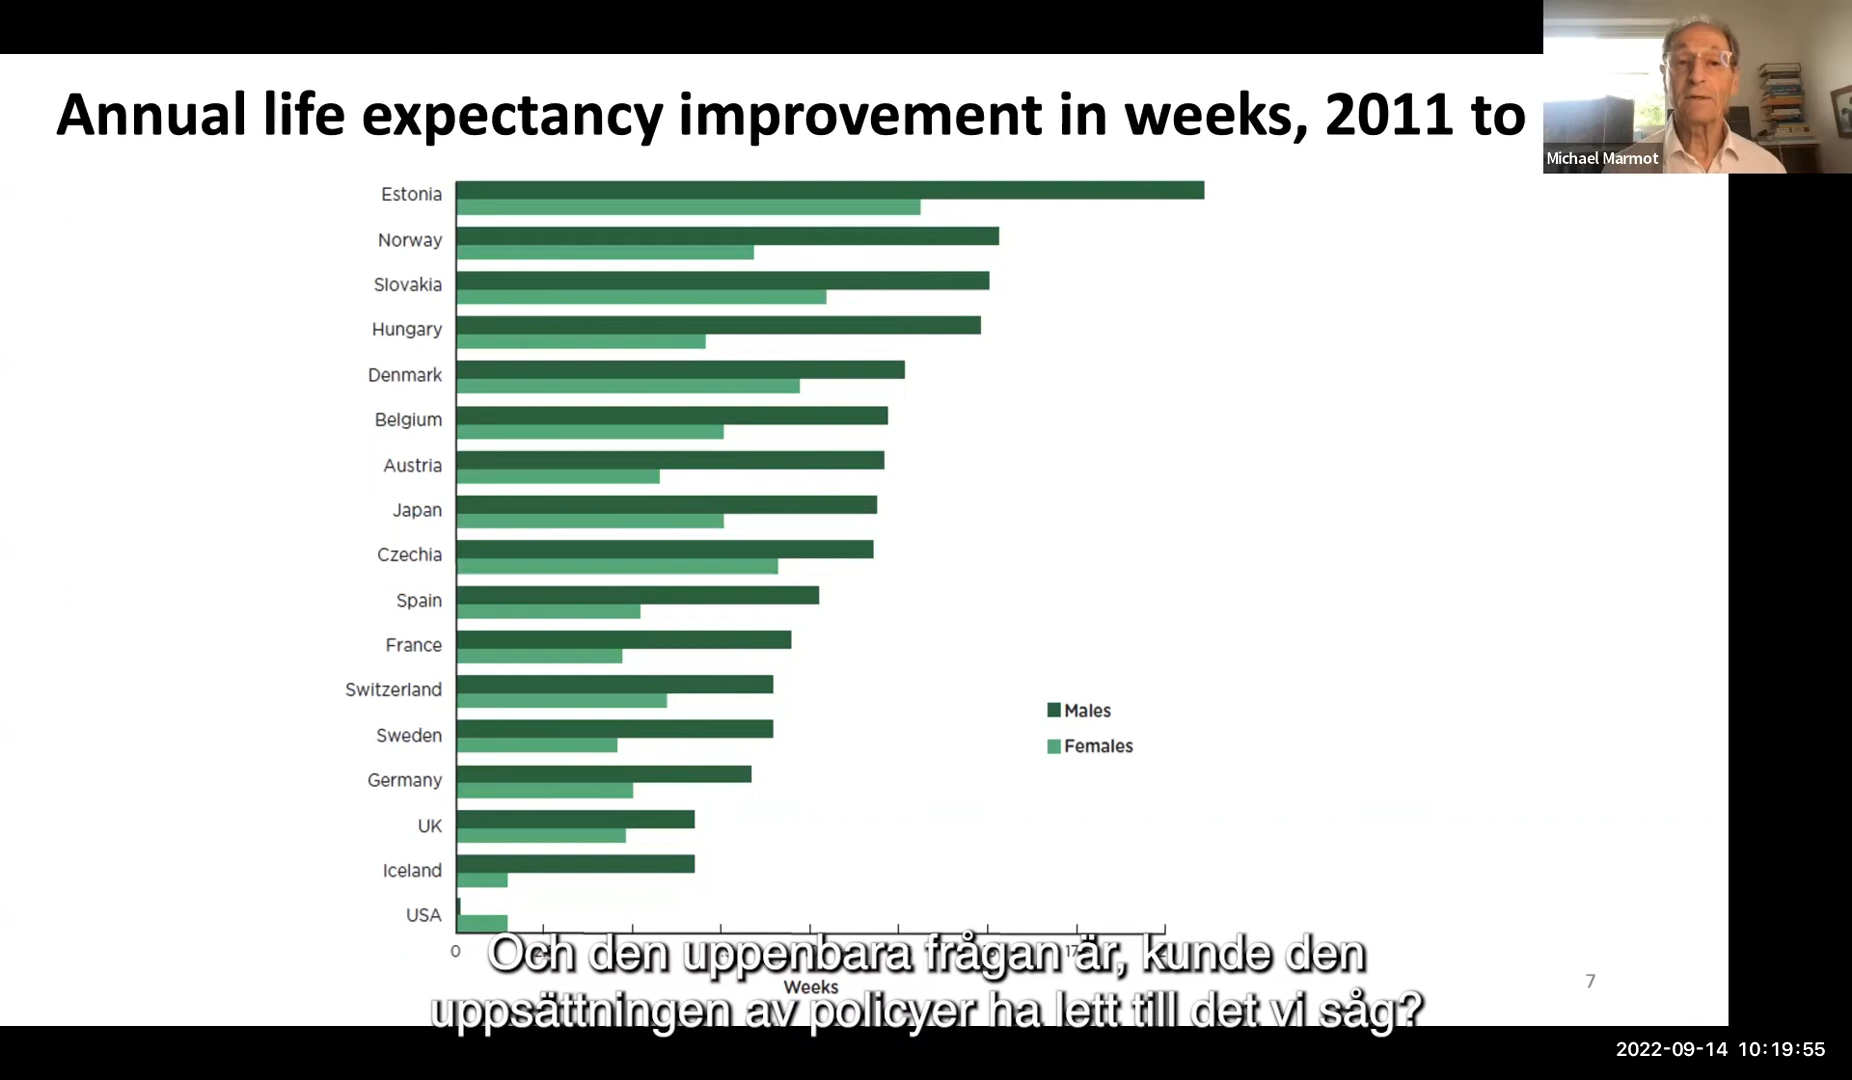 Annual life expectancy improvement in weeks, 2011 to
Michael Marmot
Estonia
Norway
Slovakia
Hungary
Denmark
Belgium
Austria
Japan
Czechia
Spain
France
Switzerland
Sweden
Germany
UK
Iceland
USA
Males
Females
0
Weeks
Och den uppenbara frågan är, kunde den
uppsättningen av policyer ha lett till det vi såg?
7
2022-09-14 10:19:55